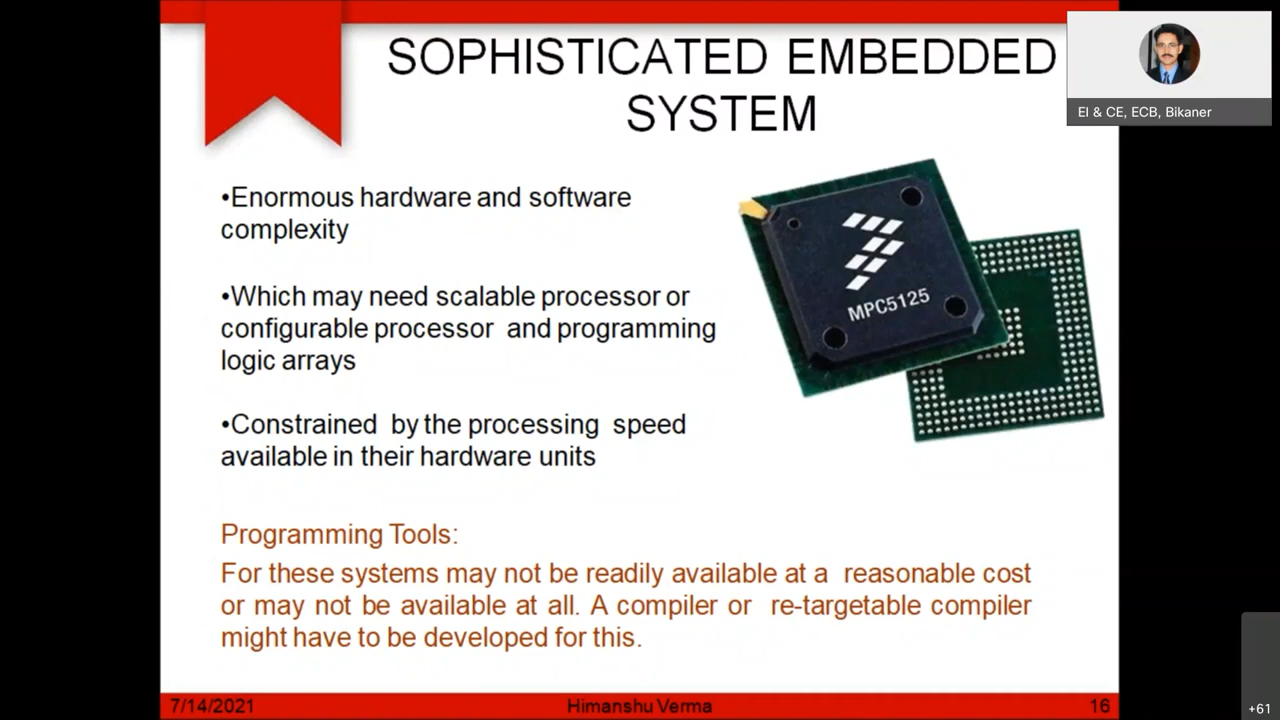 SOPHISTICATED EMBEDDED
SYSTEM
EI & CE, ECB, Bikaner
•Enormous hardware and software
complexity
•Which may need scalable processor or
configurable processor and programming
logic arrays
•Constrained by the processing speed
available in their hardware units
MPC5125
Programming Tools:
For these systems may not be readily available at a reasonable cost
or may not be available at all. A compiler or re-targetable compiler
might have to be developed for this.
7/14/2021
Himanshu Verma
16
+61